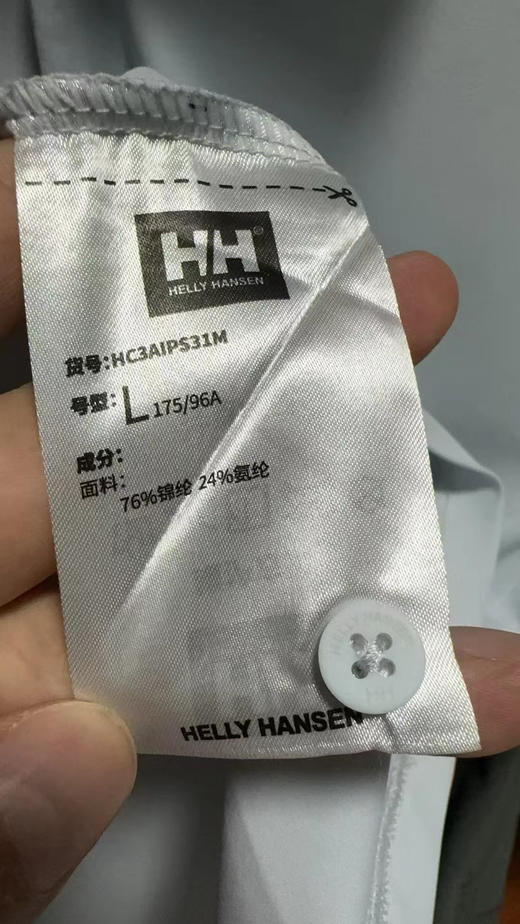 HH®
HELLY HANSEN
货号:HC3AIPS31M
号型:L 175/96A
成分:
面料:
76%锦纶 24%氨纶
HELLY HANSEN
HELLY HANSEN